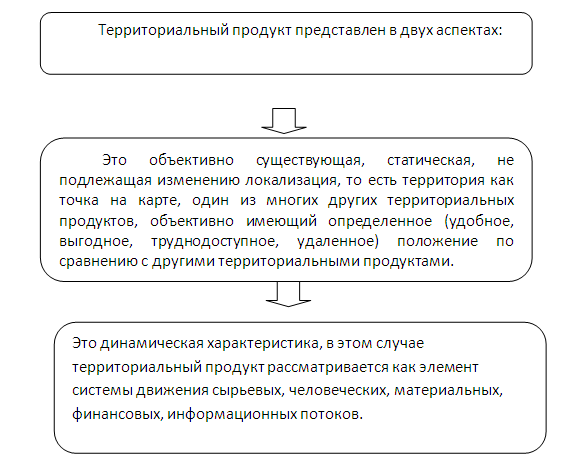 Территориальный продукт представлен в двух аспектах:
Это объективно существующая, статическая, не
подлежащая изменению локализация, то есть территория как
точка на карте, один из многих других территориальных
продуктов, объективно имеющий определенное (удобное,
выгодное, труднодоступное, удаленное) положение по
сравнению с другими территориальными продуктами.
Это динамическая характеристика, в этом случае
территориальный продукт рассматривается как элемент
системы движения сырьевых, человеческих, материальных,
финансовых, информационных потоков.